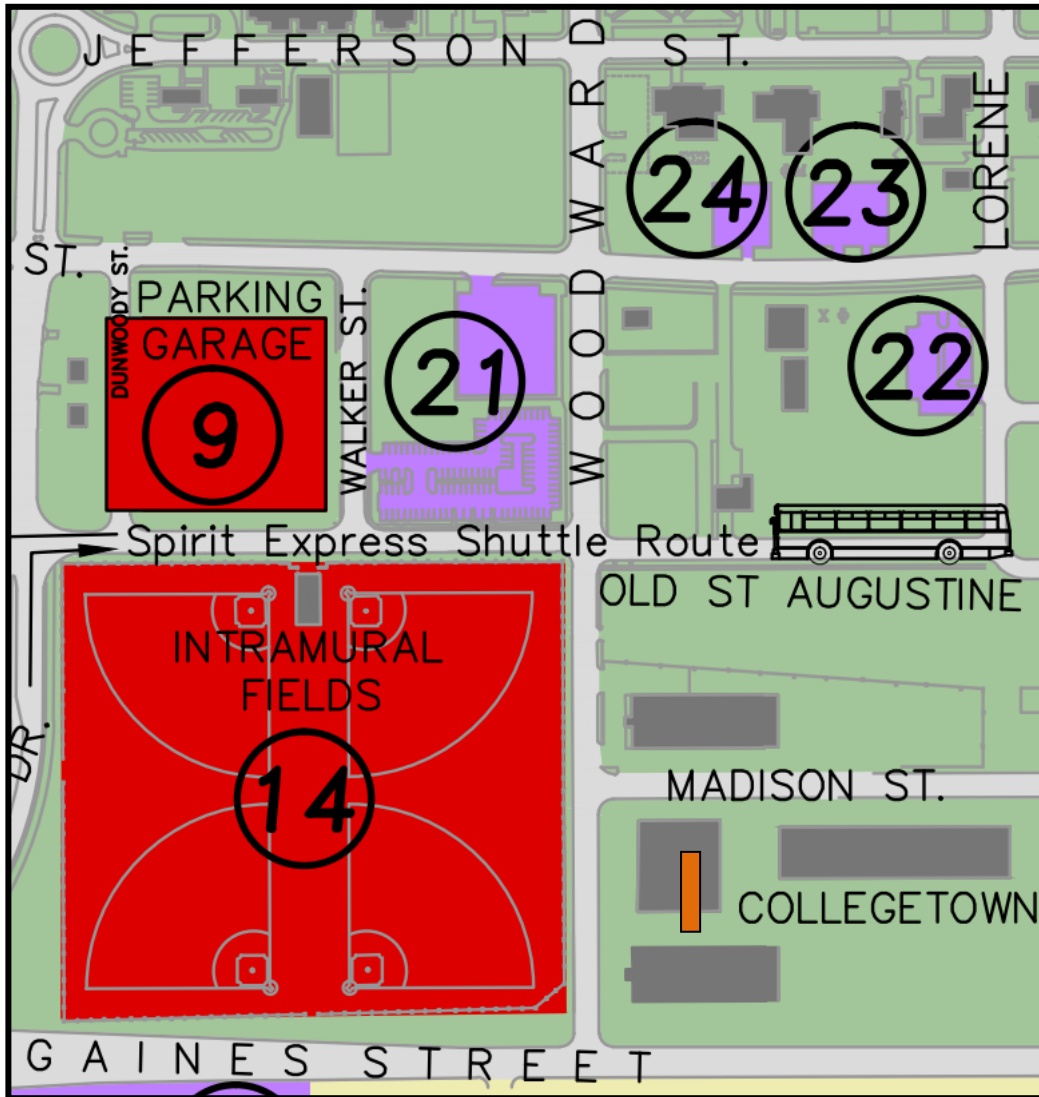 JEFFERSON ST.
WOODWARD
LORENE
24
23
ST.
DUNWOODY ST.
PARKING
GARAGE
9
WALKER ST.
21
22
Spirit Express Shuttle Route
OLD ST AUGUSTINE
INTRAMURAL
FIELDS
14
DR.
MADISON ST.
COLLEGETOWN
GAINES STREET